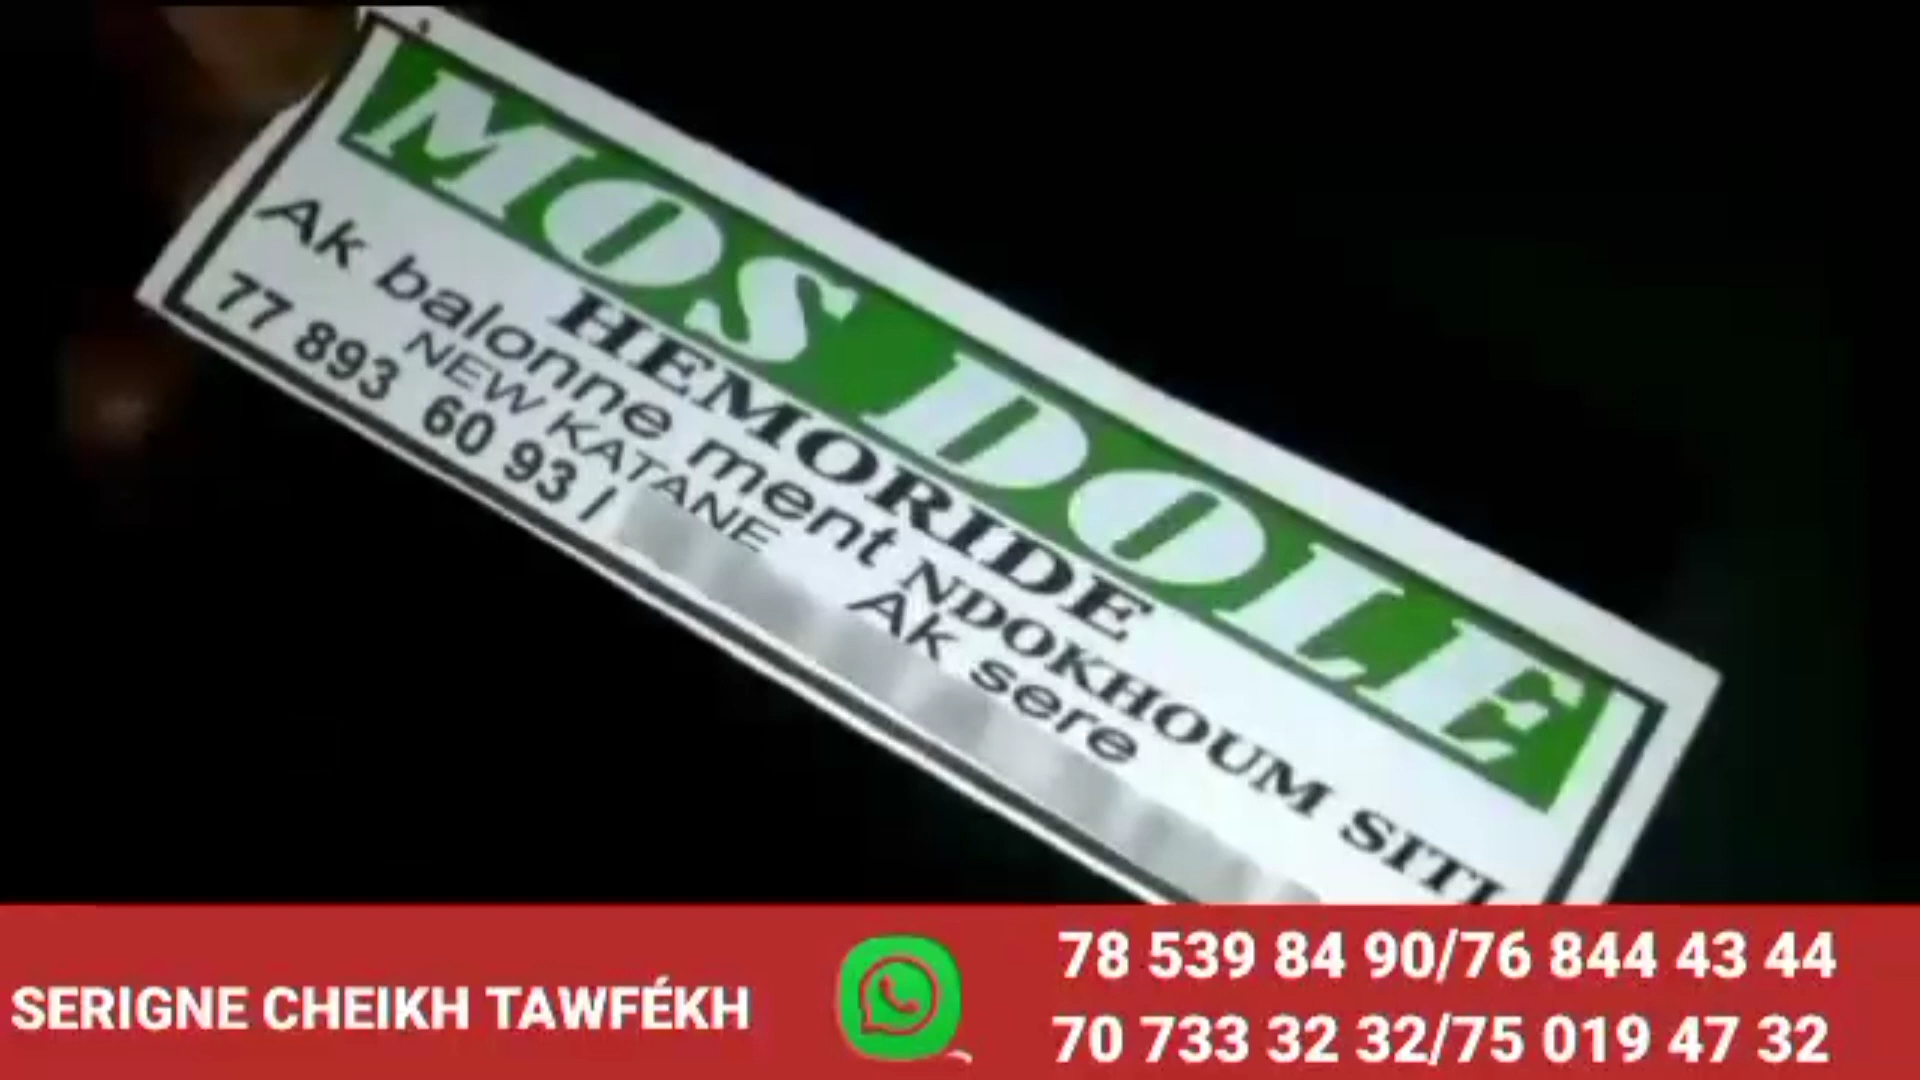 MOS DOLE
HEMORIDE
Ak balonne ment NDOKHOUM SITI
NEW KATANE Ak sere
77 893 60 93 /
SERIGNE CHEIKH TAWFÉKH
78 539 84 90/76 844 43 44
70 733 32 32/75 019 47 32